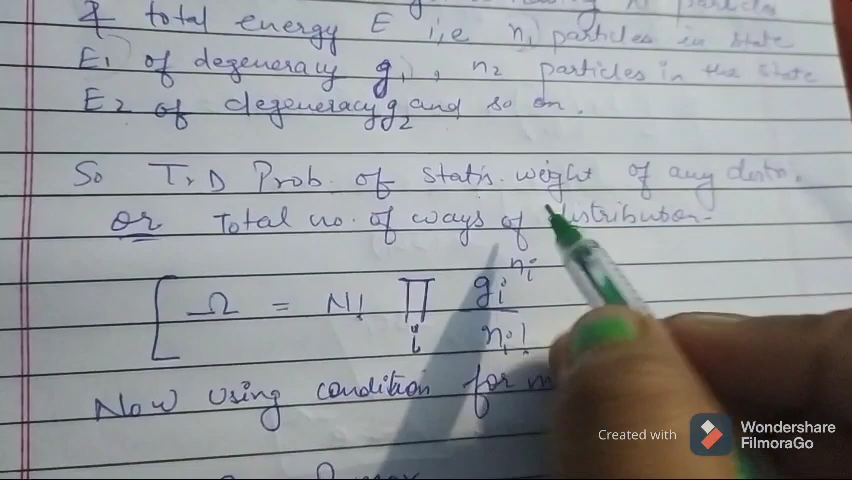 of total energy E i,e n1 particles in state
E1 of degeneracy g1, n2 particles in the state
E2 of degeneracy g2 and so on.
So T.D Prob. of statis. weight of any distn.
or Total no. of ways of distribution-
Ω = N! ∏i gi^ni / ni!
Now using condition for
Created with Wondershare FilmoraGo